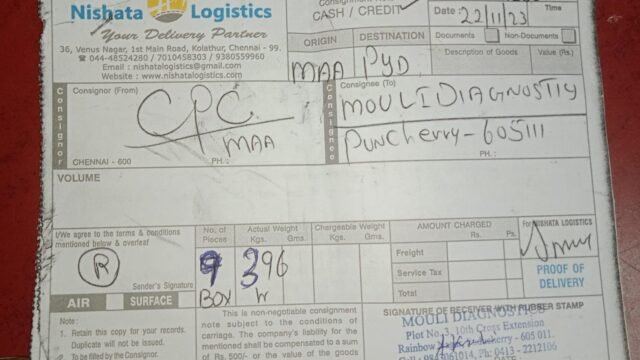 Nishata Logistics
Your Delivery Partner
36, Venus Nagar, 1st Main Road, Kolathur, Chennai - 99.
☎ 044-48524280 / 7010458303 / 9380559960
Email : nishatalogistics@gmail.com
Website : www.nishatalogistics.com
CASH / CREDIT
Date : 22/11/23 Time
ORIGIN DESTINATION
MAA PYD
Documents Non-Documents
Description of Goods Value (Rs.)
Consignor
Consignor (From)
CPC
MAA
CHENNAI - 600 PH. :
Consignee (To)
MOULI DIAGNOSTIY
PUNCherry - 605111
PH. :
VOLUME
I/We agree to the terms & conditions
mentioned below & overleaf
R
Sender's Signature
AIR SURFACE
No. of Pieces
Actual Weight
Kgs. Gms.
Chargeable Weight
Kgs. Gms.
9 396
BOX
AMOUNT CHARGED
Rs. Ps.
Freight
Service Tax
Total
For NISHATA LOGISTICS
PROOF OF
DELIVERY
Note :
1. Retain this copy for your records.
Duplicate will not be issued.
2. To be filled by the Consignor.
This is non-negotiable consignment
note subject to the conditions of
carriage. The company's liability for
the mentioned shall be compensated to a sum
of Rs. 500/- or the value of the goods
SIGNATURE OF RECEIVER WITH RUBBER STAMP
MOULI DIAGNOSTICS
Plot No. 3, 10th Cross Extension
Rainbow
605 011.
Ph: 0413 - 2215106